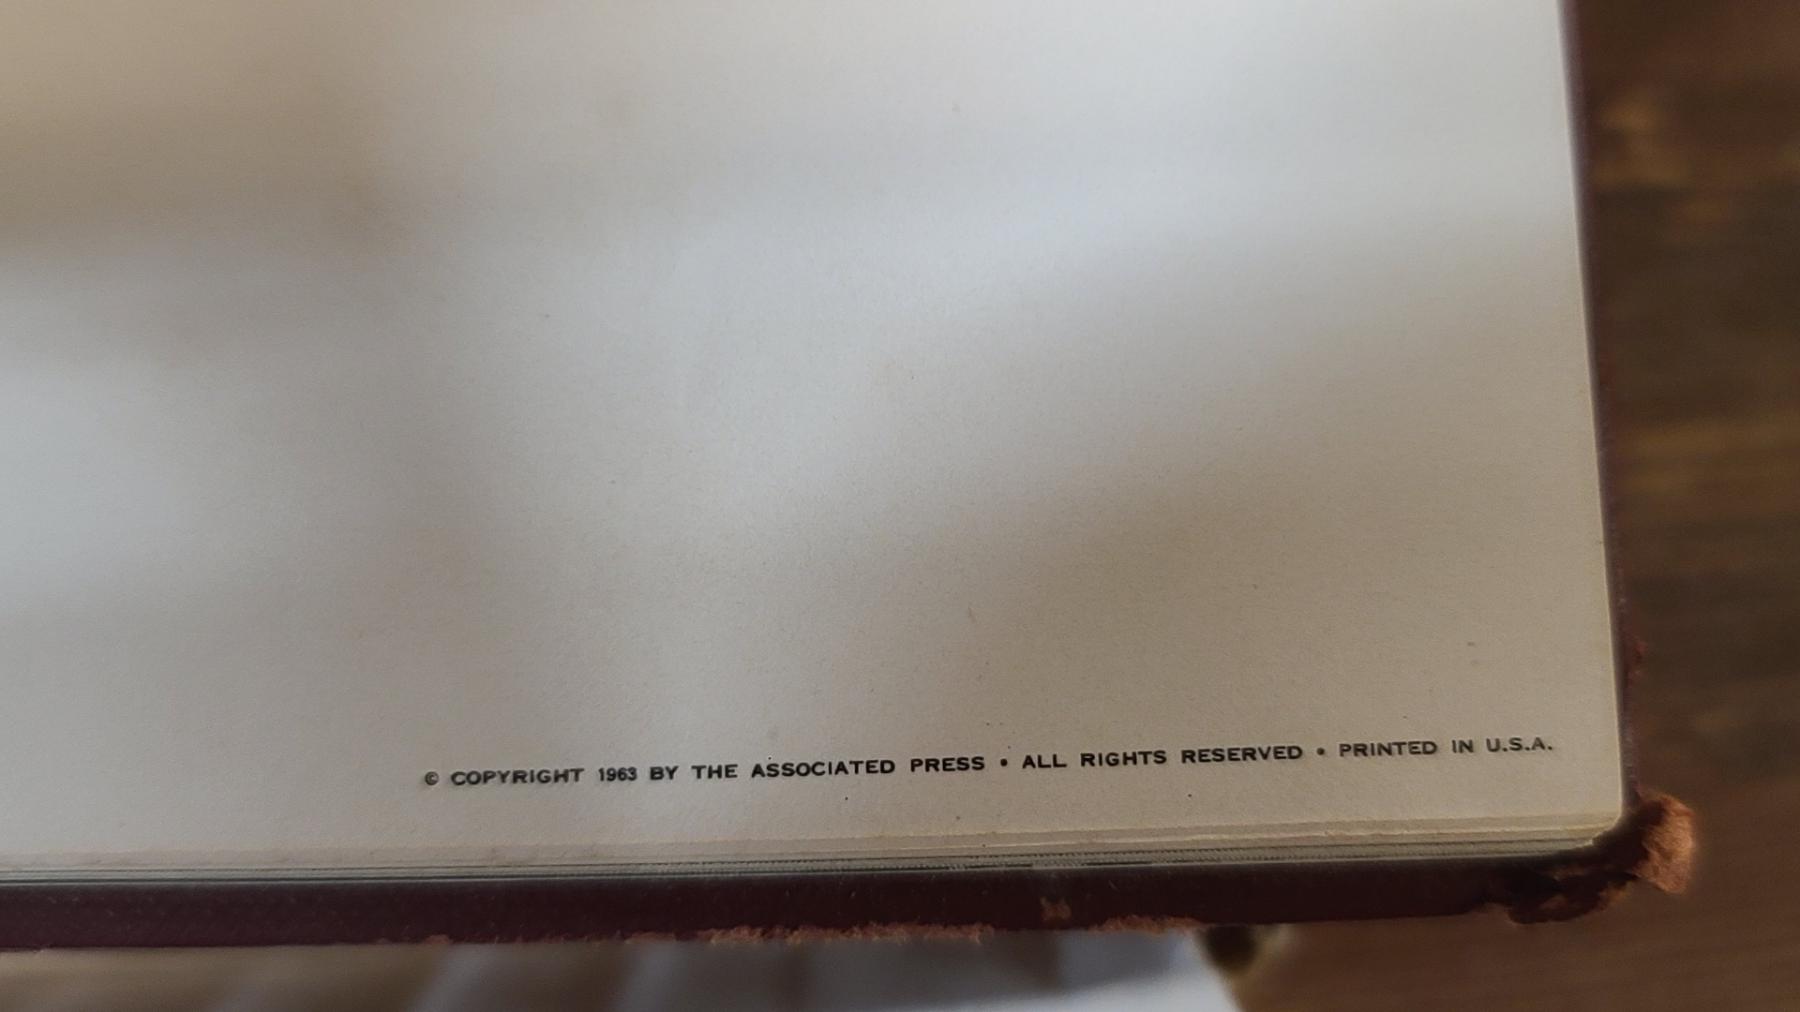 © COPYRIGHT 1963 BY THE ASSOCIATED PRESS • ALL RIGHTS RESERVED • PRINTED IN U.S.A.